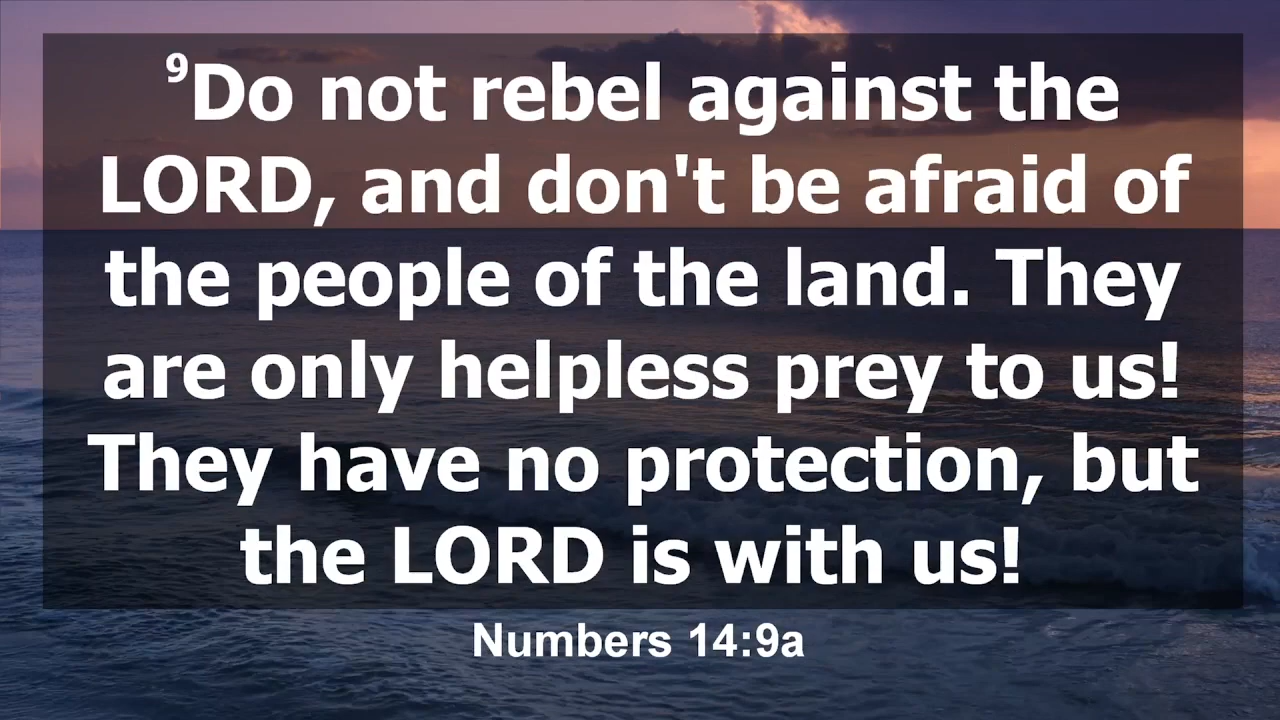 ⁹Do not rebel against the
LORD, and don't be afraid of
the people of the land. They
are only helpless prey to us!
They have no protection, but
the LORD is with us!
Numbers 14:9a